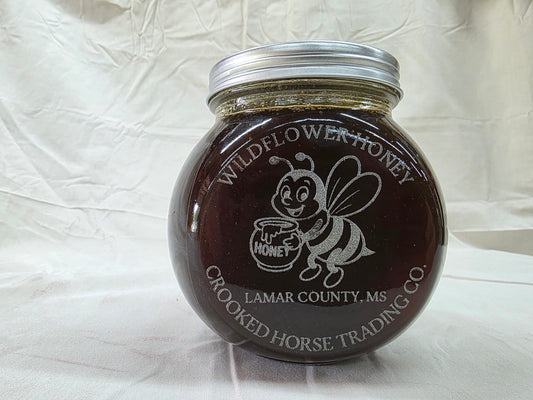 WILDFLOWER HONEY
HONEY
LAMAR COUNTY, MS
CROOKED HORSE TRADING CO.